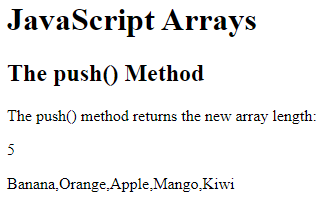 JavaScript Arrays
The push() Method
The push() method returns the new array length:
5
Banana,Orange,Apple,Mango,Kiwi